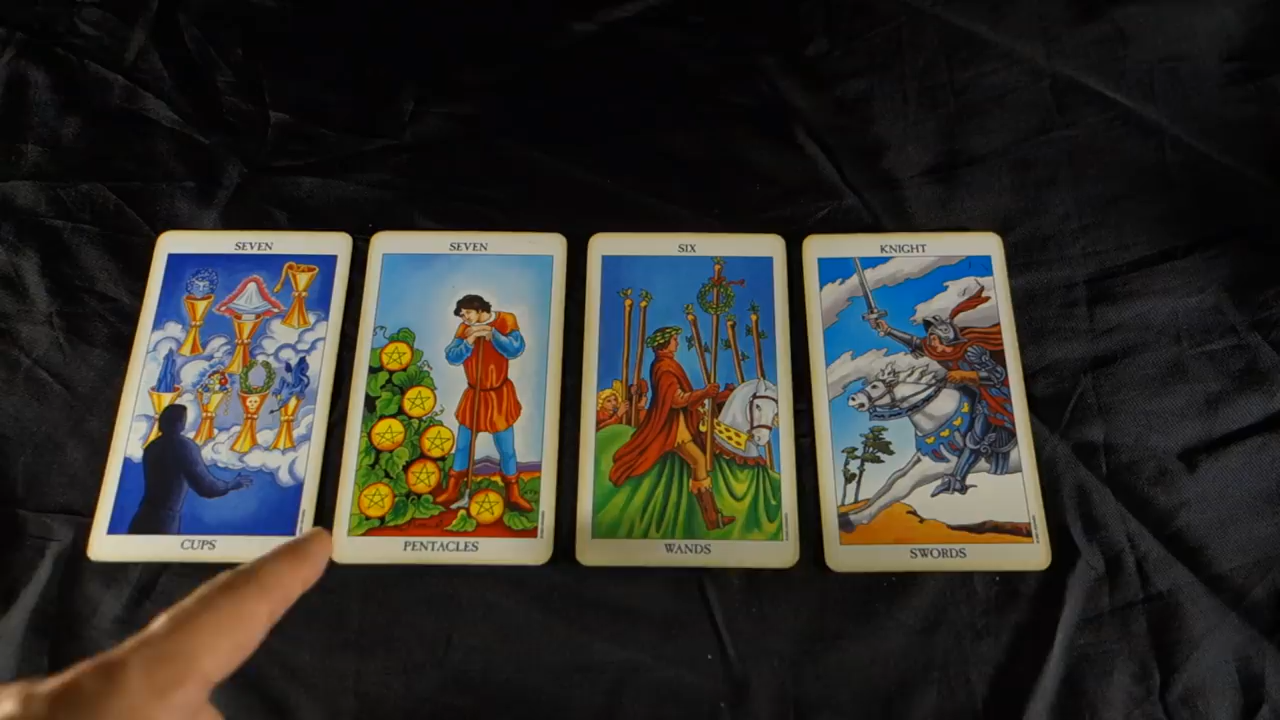 SEVEN
CUPS
SEVEN
PENTACLES
SIX
WANDS
KNIGHT
SWORDS